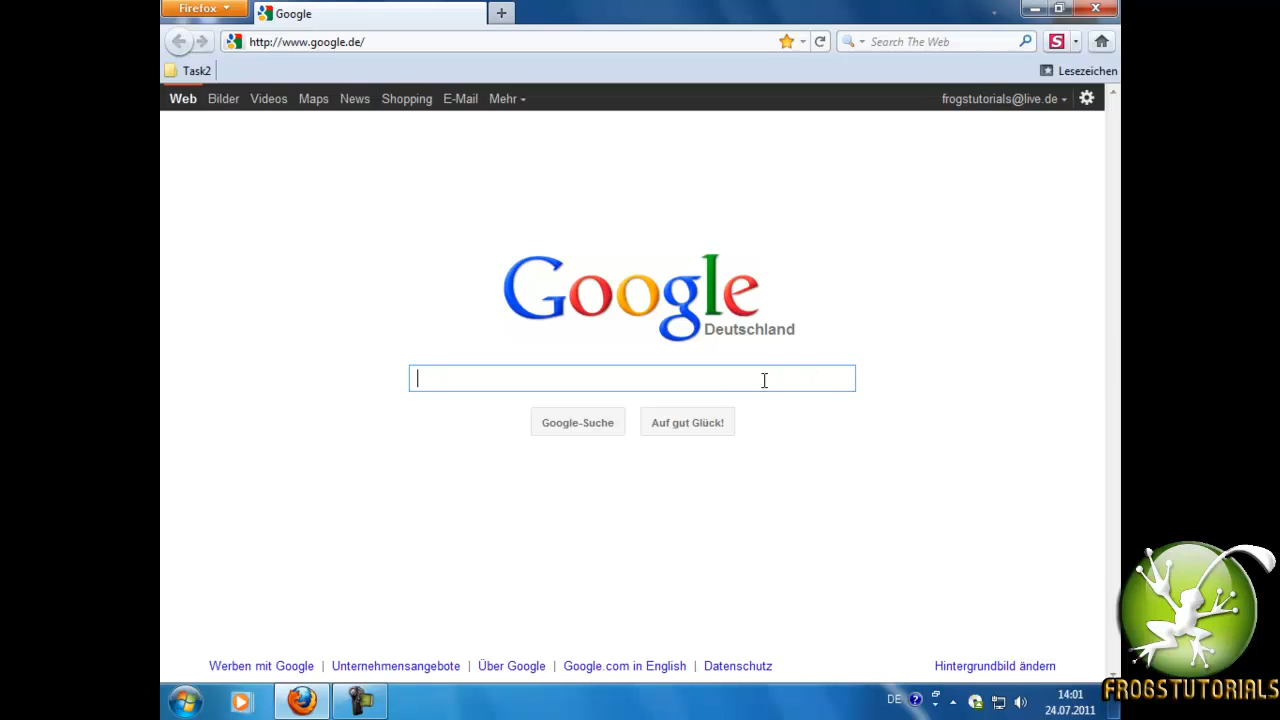 Firefox
Google
http://www.google.de/
Search The Web
S
Task2
Lesezeichen
Web Bilder Videos Maps News Shopping E-Mail Mehr
frogstutorials@live.de
Google
Deutschland
Google-Suche
Auf gut Glück!
Werben mit Google | Unternehmensangebote | Über Google | Google.com in English | Datenschutz
Hintergrundbild ändern
DE
14:01
24.07.2011
FROGSTUTORIALS